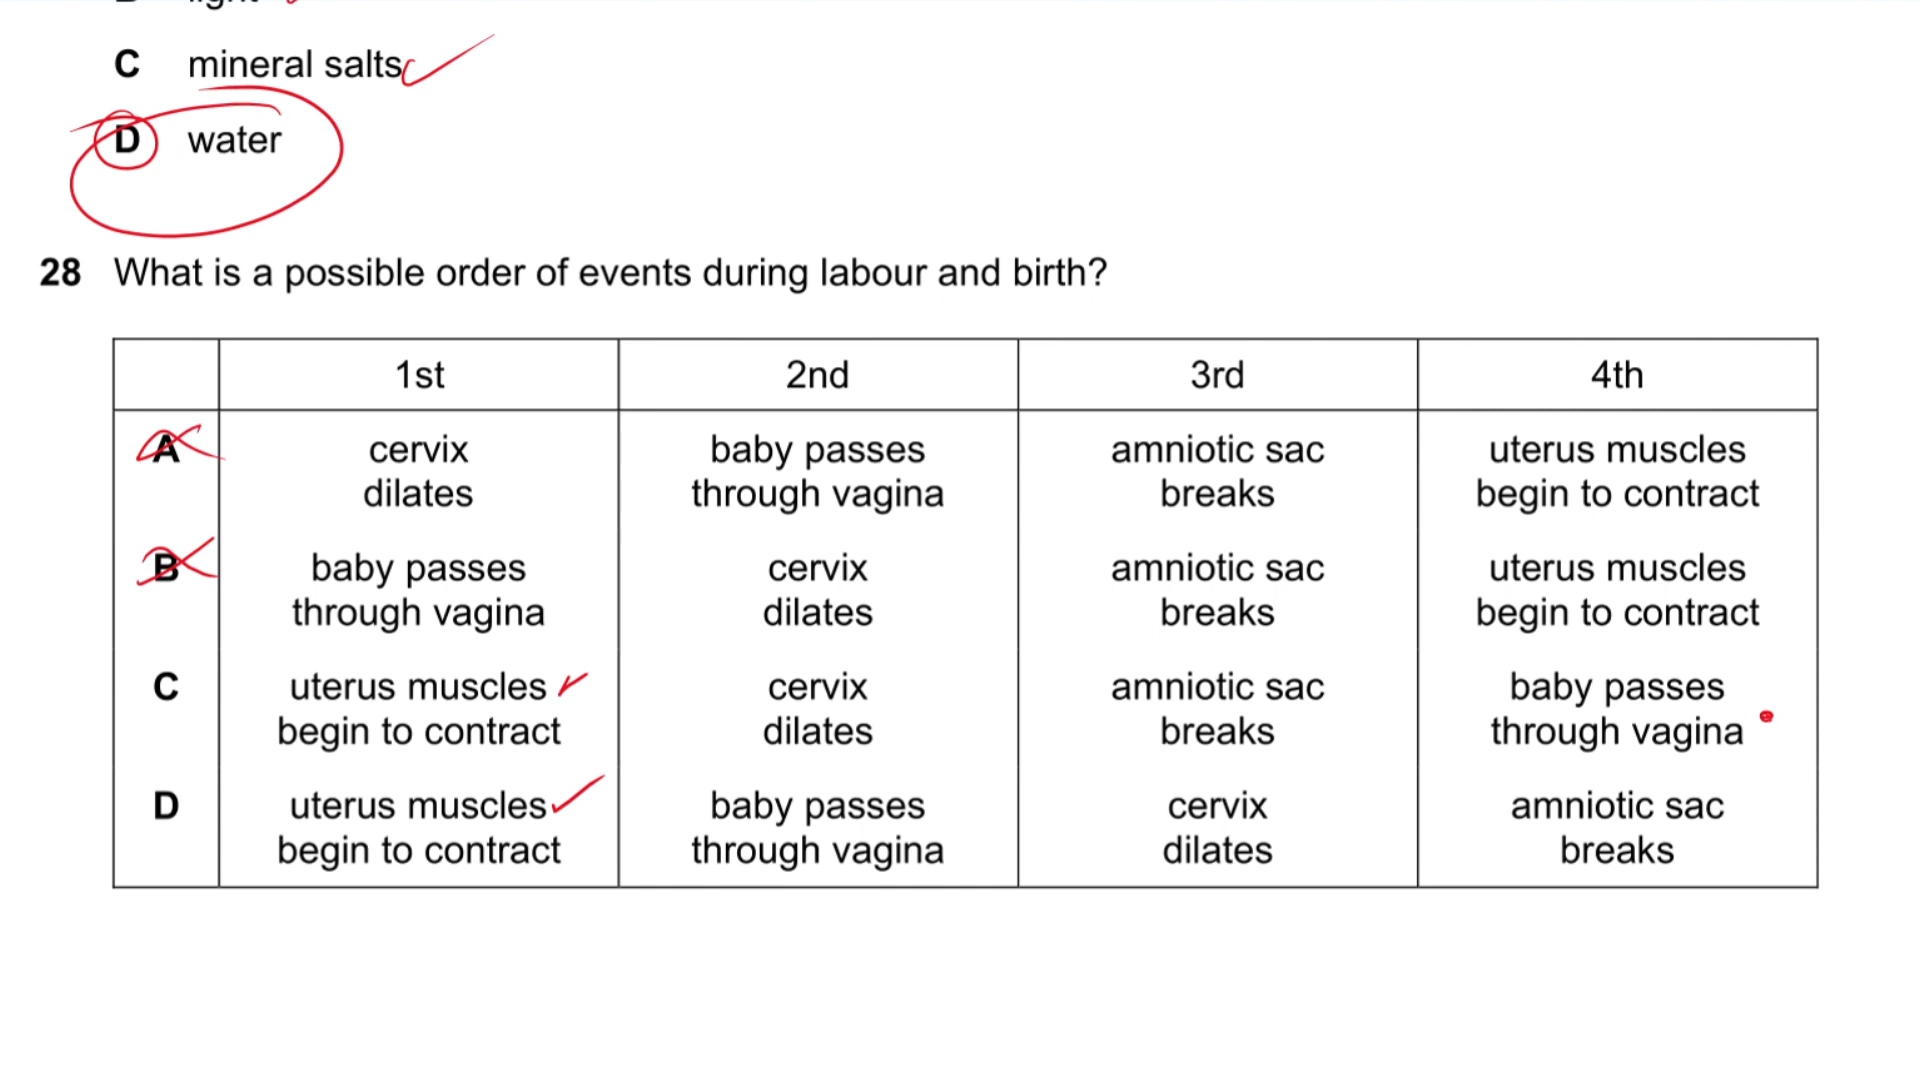 C mineral salts
D water
28 What is a possible order of events during labour and birth?
1st 2nd 3rd 4th
A cervix dilates baby passes through vagina amniotic sac breaks uterus muscles begin to contract
B baby passes through vagina cervix dilates amniotic sac breaks uterus muscles begin to contract
C uterus muscles begin to contract cervix dilates amniotic sac breaks baby passes through vagina
D uterus muscles begin to contract baby passes through vagina cervix dilates amniotic sac breaks